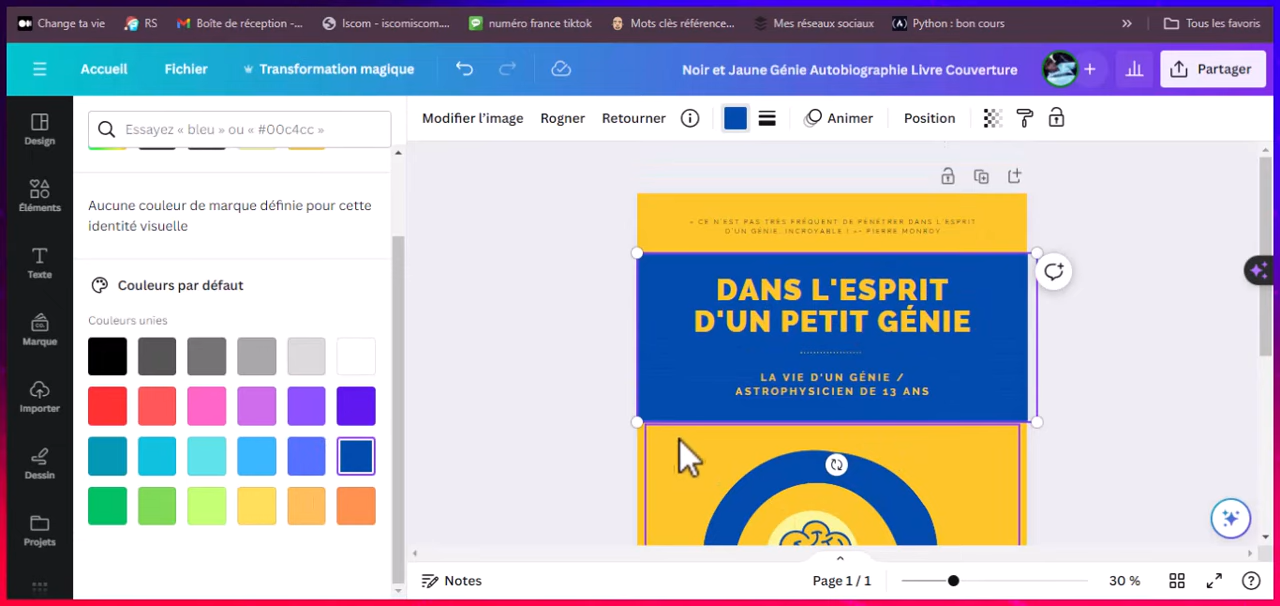 Change ta vie
RS
Boîte de réception -...
Iscom - iscomiscom....
numéro france tiktok
Mots clés référence...
Mes réseaux sociaux
Python : bon cours
»
Tous les favoris
Accueil
Fichier
Transformation magique
Noir et Jaune Génie Autobiographie Livre Couverture
+
Partager
Design
Éléments
Texte
Marque
Importer
Dessin
Projets
Essayez « bleu » ou « #00c4cc »
Aucune couleur de marque définie pour cette
identité visuelle
Couleurs par défaut
Couleurs unies
Modifier l'image
Rogner
Retourner
Animer
Position
« CE N'EST PAS TRÈS FRÉQUENT DE PÉNÉTRER DANS L'ESPRIT
D'UN GÉNIE, INCROYABLE ! »- PIERRE MONROY
DANS L'ESPRIT
D'UN PETIT GÉNIE
LA VIE D'UN GÉNIE /
ASTROPHYSICIEN DE 13 ANS
Notes
Page 1 / 1
30 %